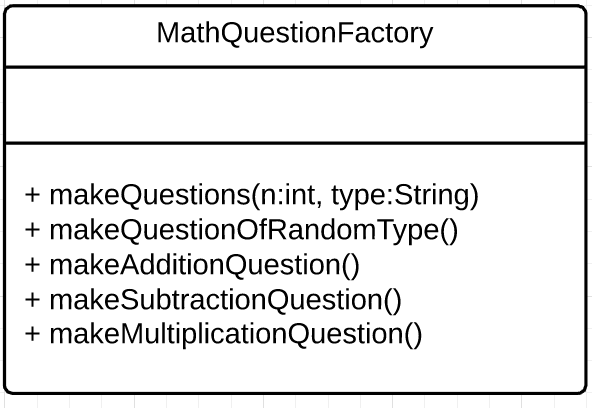 MathQuestionFactory
+ makeQuestions(n:int, type:String)
+ makeQuestionOfRandomType()
+ makeAdditionQuestion()
+ makeSubtractionQuestion()
+ makeMultiplicationQuestion()